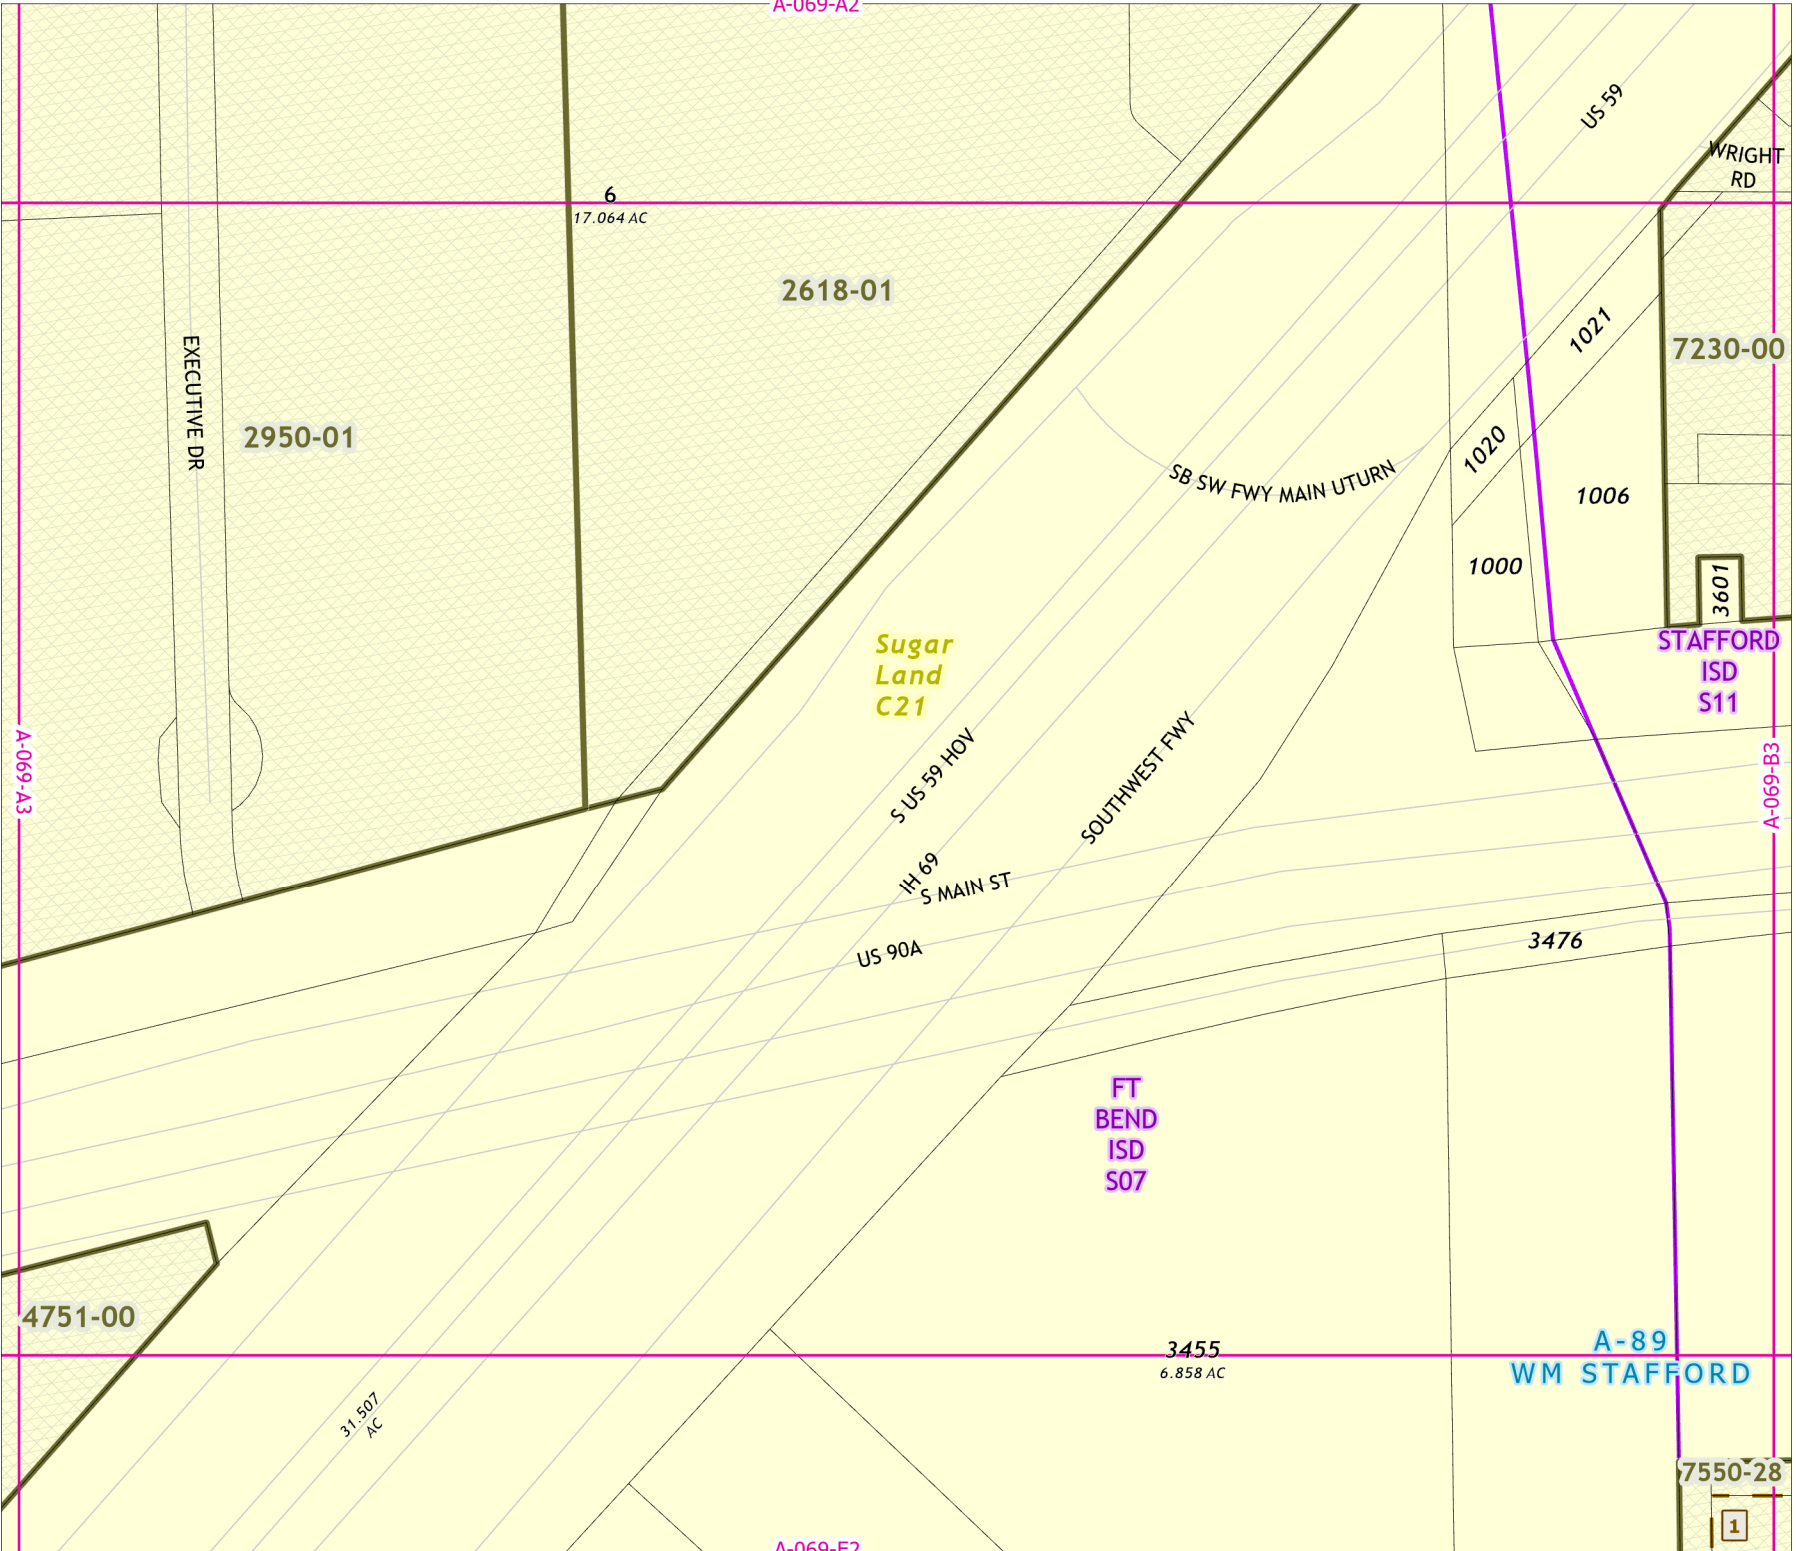 A-069-A2
US 59
WRIGHT
RD
6
17.064 AC
2618-01
1021
7230-00
EXECUTIVE DR
2950-01
1020
SB SW FWY MAIN UTURN
1006
1000
3601
Sugar
Land
C21
STAFFORD
ISD
S11
A-069-A3
S US 59 HOV
SOUTHWEST FWY
A-069-B3
IH 69
S MAIN ST
US 90A
3476
FT
BEND
ISD
S07
4751-00
3455
6.858 AC
A-89
WM STAFFORD
31.507
AC
7550-28
1
A-069-E2